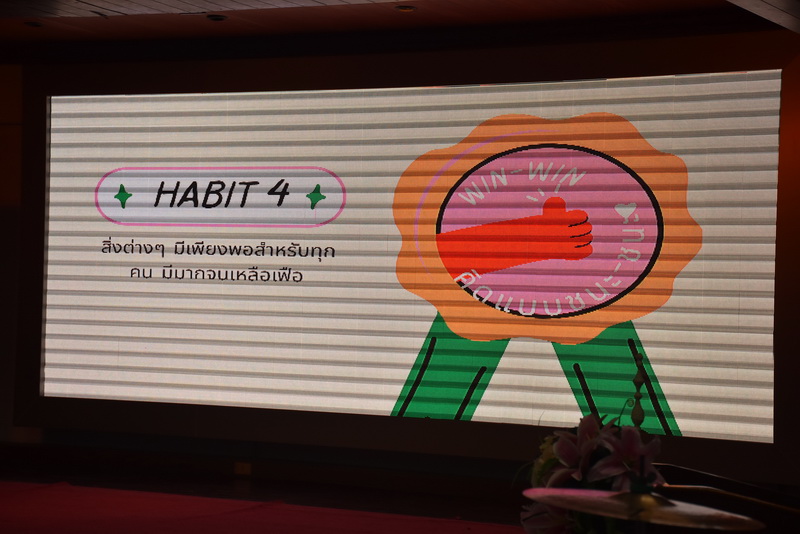 HABIT 4
สิ่งต่างๆ มีเพียงพอสำหรับทุก
คน มีมากจนเหลือเฟือ
WIN-WIN
คิดแบบชนะ-ชนะ